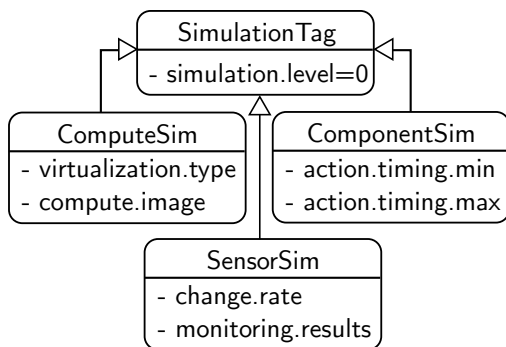 SimulationTag
- simulation.level=0
ComputeSim
- virtualization.type
- compute.image
ComponentSim
- action.timing.min
- action.timing.max
SensorSim
- change.rate
- monitoring.results